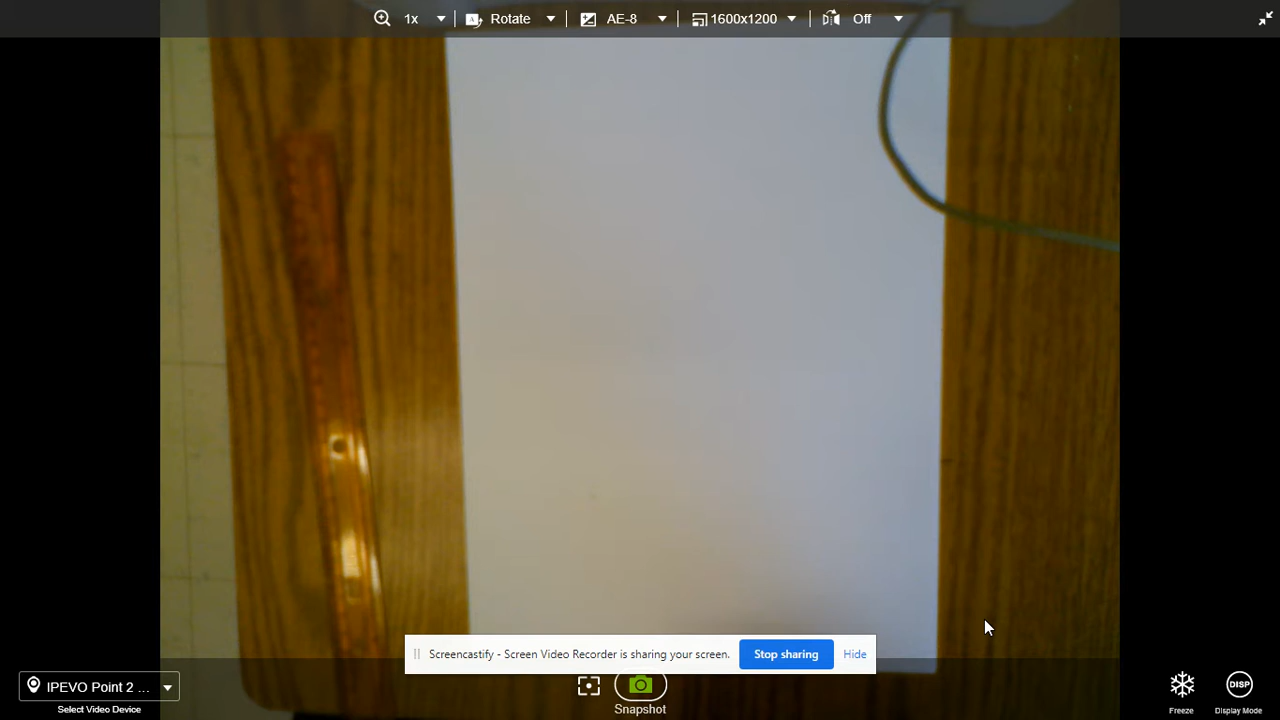 1x Rotate AE-8 1600x1200 Off
Screencastify - Screen Video Recorder is sharing your screen. Stop sharing Hide
IPEVO Point 2 ... DISP
Select Video Device Snapshot Freeze Display Mode